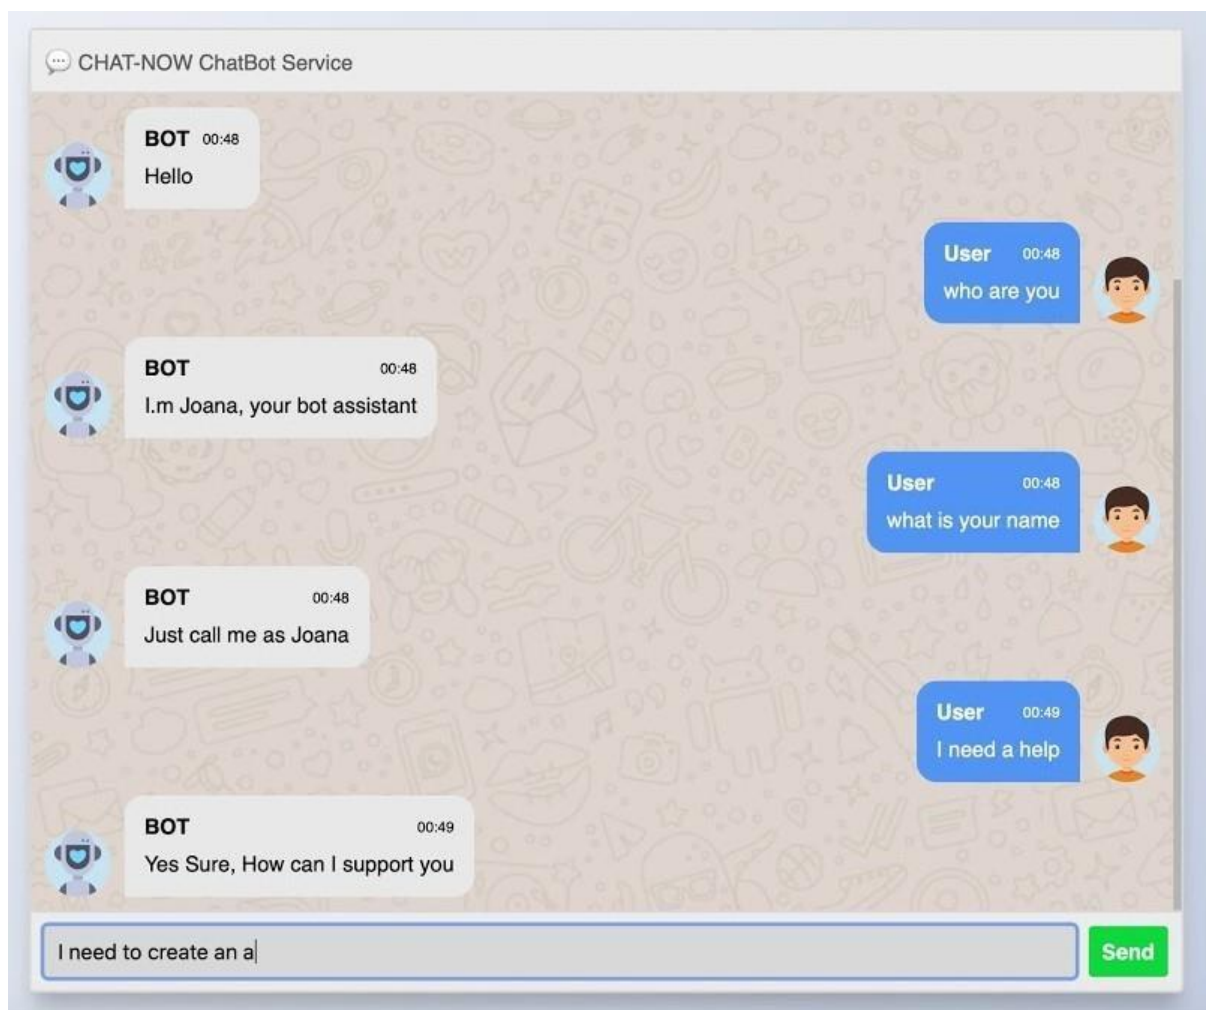 CHAT-NOW ChatBot Service
BOT 00:48
Hello
User 00:48
who are you
BOT 00:48
I.m Joana, your bot assistant
User 00:48
what is your name
BOT 00:48
Just call me as Joana
User 00:49
I need a help
BOT 00:49
Yes Sure, How can I support you
I need to create an a
Send